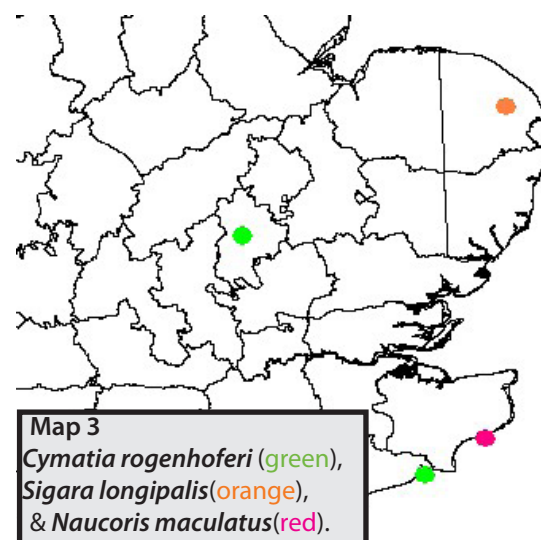 Map 3
Cymatia rogenhoferi (green),
Sigara longipalis(orange),
& Naucoris maculatus(red).